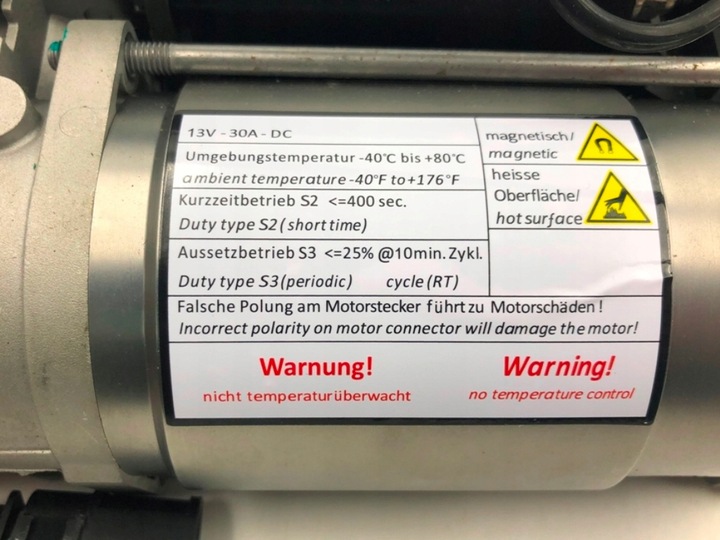 13V - 30A - DC
Umgebungstemperatur -40°C bis +80°C
ambient temperature -40°F to +176°F
Kurzzeitbetrieb S2 <=400 sec.
Duty type S2 (short time)
Aussetzbetrieb S3 <=25% @10min. Zykl.
Duty type S3 (periodic) cycle (RT)
magnetisch/
magnetic
heisse
Oberfläche/
hot surface
Falsche Polung am Motorstecker führt zu Motorschäden !
Incorrect polarity on motor connector will damage the motor!
Warnung!
nicht temperaturüberwacht
Warning!
no temperature control